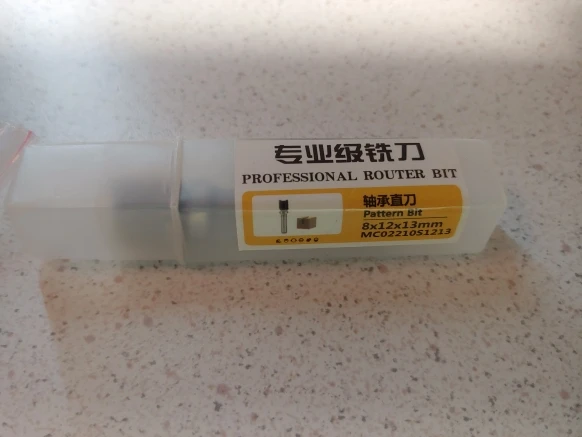 专业级铣刀
PROFESSIONAL ROUTER BIT
轴承直刀
Pattern Bit
8x12x13mm
MC02210S1213